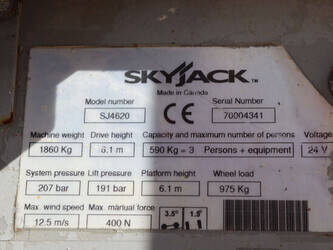 SKYJACK™
Made in Canada
Model number Serial Number
SJ4620 CE 70004341
Machine weight Drive height Capacity and maximum number of persons Voltage
1860 Kg 6.1 m 590 Kg = 3 Persons + equipment 24 V
System pressure Lift pressure Platform height Wheel load
207 bar 191 bar 6.1 m 975 Kg
Max. wind speed Max. manual force 3.5° 1.5°
12.5 m/s 400 N